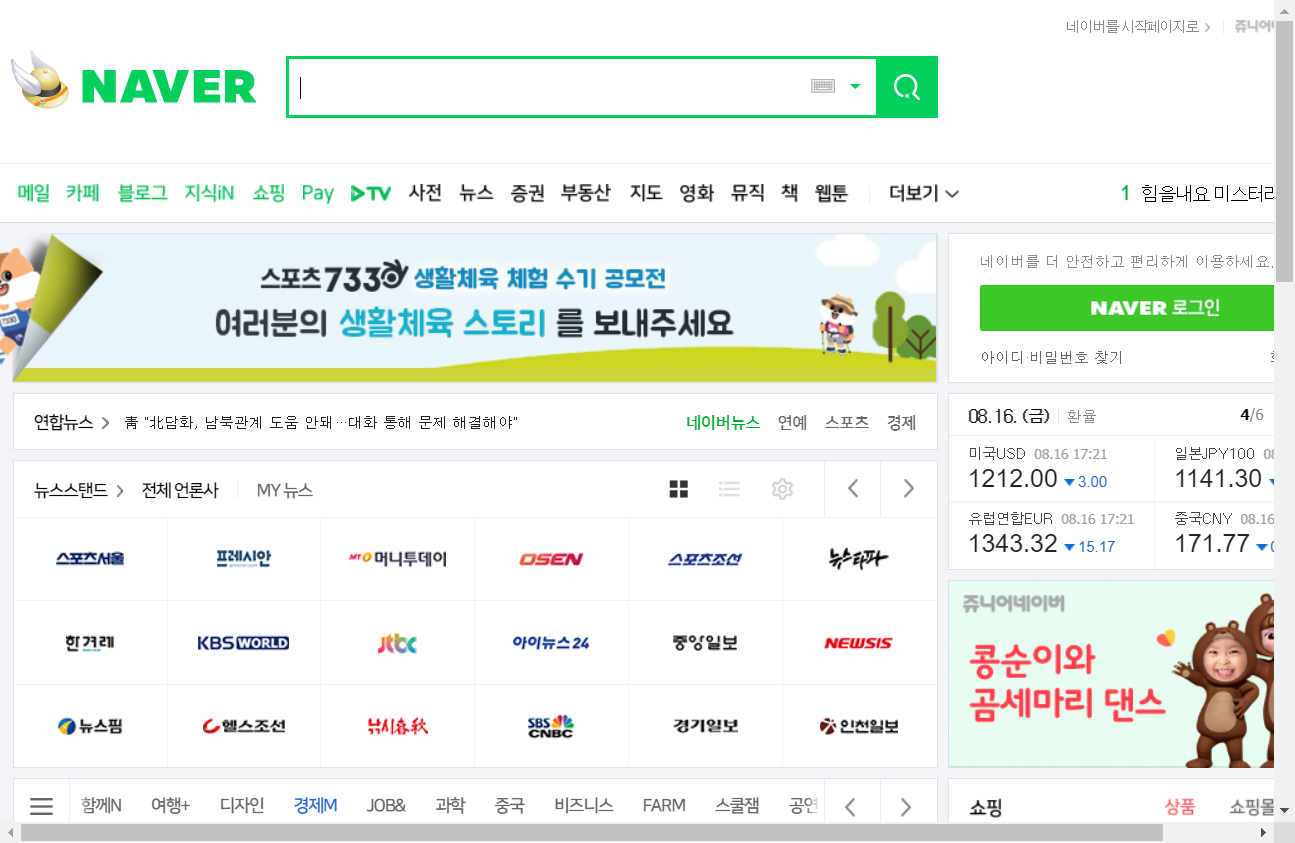 네이버를 시작페이지로
NAVER
메일 카페 블로그 지식iN 쇼핑 Pay TV 사전 뉴스 증권 부동산 지도 영화 뮤직 책 웹툰 더보기
1 힘을내요 미스터리
스포츠7330 생활체육 체험 수기 공모전
여러분의 생활체육 스토리 를 보내주세요
네이버를 더 안전하고 편리하게 이용하세요.
NAVER 로그인
아이디·비밀번호 찾기
연합뉴스 靑 "北담화, 남북관계 도움 안돼…대화 통해 문제 해결해야"
네이버뉴스 연예 스포츠 경제
08.16. (금) 환율 4/6
미국USD 08.16 17:21
1212.00 ▼3.00
일본JPY100
1141.30
유럽연합EUR 08.16 17:21
1343.32 ▼15.17
중국CNY 08.16
171.77
뉴스스탠드 전체 언론사 MY 뉴스
스포츠서울 프레시안 MT 머니투데이 OSEN 스포츠조선 뉴스타파
한겨레 KBS WORLD jtbc 아이뉴스24 중앙일보 NEWSIS
뉴스핌 헬스조선 낚시春秋 SBS CNBC 경기일보 인천일보
쥬니어네이버
콩순이와
곰세마리 댄스
함께N 여행+ 디자인 경제M JOB& 과학 중국 비즈니스 FARM 스쿨잼 공연
쇼핑 상품 쇼핑몰